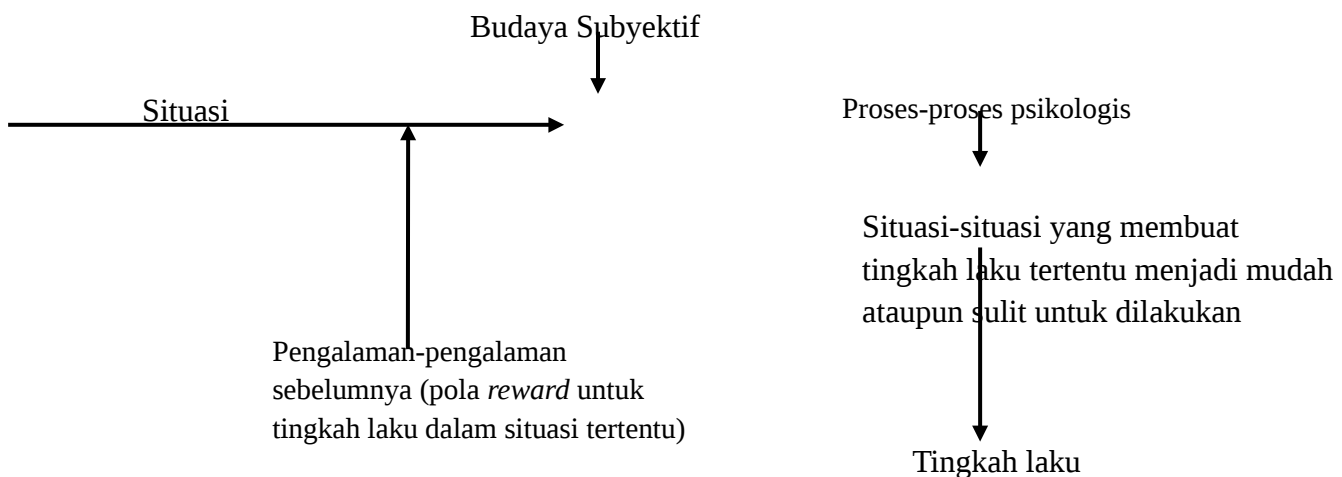 Budaya Subyektif
Situasi
Proses-proses psikologis
Situasi-situasi yang membuat
tingkah laku tertentu menjadi mudah
ataupun sulit untuk dilakukan
Pengalaman-pengalaman
sebelumnya (pola reward untuk
tingkah laku dalam situasi tertentu)
Tingkah laku